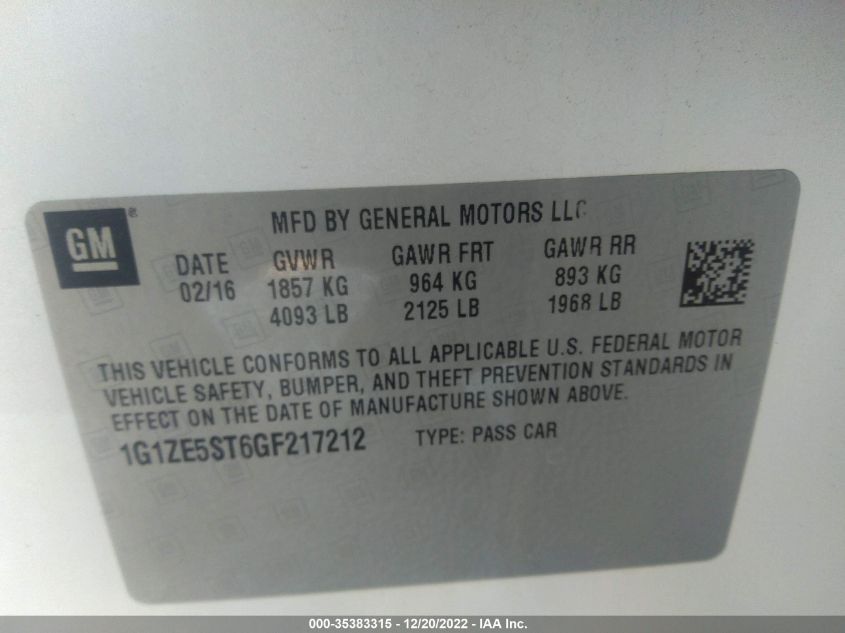 GM ®
MFD BY GENERAL MOTORS LLC
DATE GVWR GAWR FRT GAWR RR
02/16 1857 KG 964 KG 893 KG
4093 LB 2125 LB 1968 LB
THIS VEHICLE CONFORMS TO ALL APPLICABLE U.S. FEDERAL MOTOR
VEHICLE SAFETY, BUMPER, AND THEFT PREVENTION STANDARDS IN
EFFECT ON THE DATE OF MANUFACTURE SHOWN ABOVE.
1G1ZE5ST6GF217212 TYPE: PASS CAR
000-35383315 - 12/20/2022 - IAA Inc.